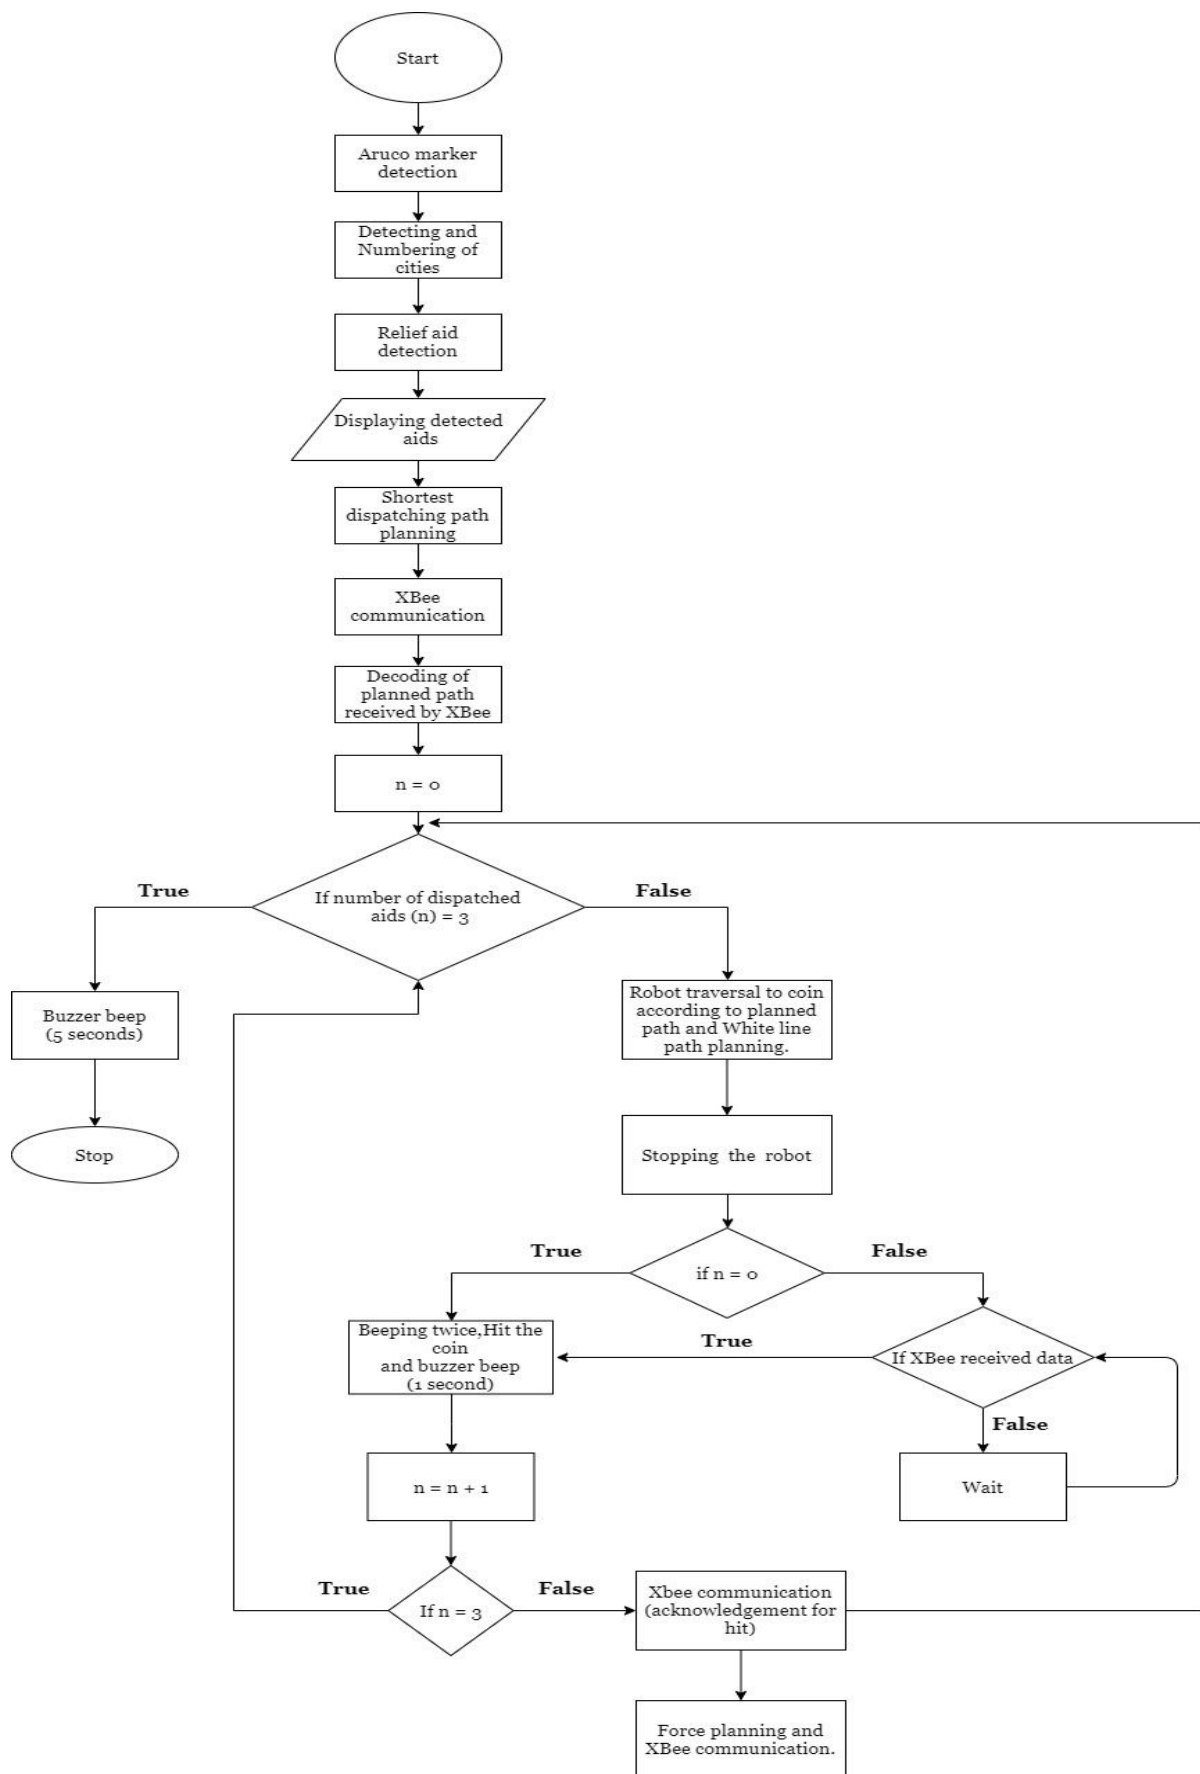 Start
Aruco marker
detection
Detecting and
Numbering of
cities
Relief aid
detection
Displaying detected
aids
Shortest
dispatching path
planning
XBee
communication
Decoding of
planned path
received by XBee
n = 0
True
If number of dispatched
aids (n) = 3
False
Buzzer beep
(5 seconds)
Stop
Robot traversal to coin
according to planned
path and White line
path planning.
Stopping the robot
True
if n = 0
False
Beeping twice,Hit the
coin
and buzzer beep
(1 second)
True
If XBee received data
False
Wait
n = n + 1
True
If n = 3
False
Xbee communication
(acknowledgement for
hit)
Force planning and
XBee communication.